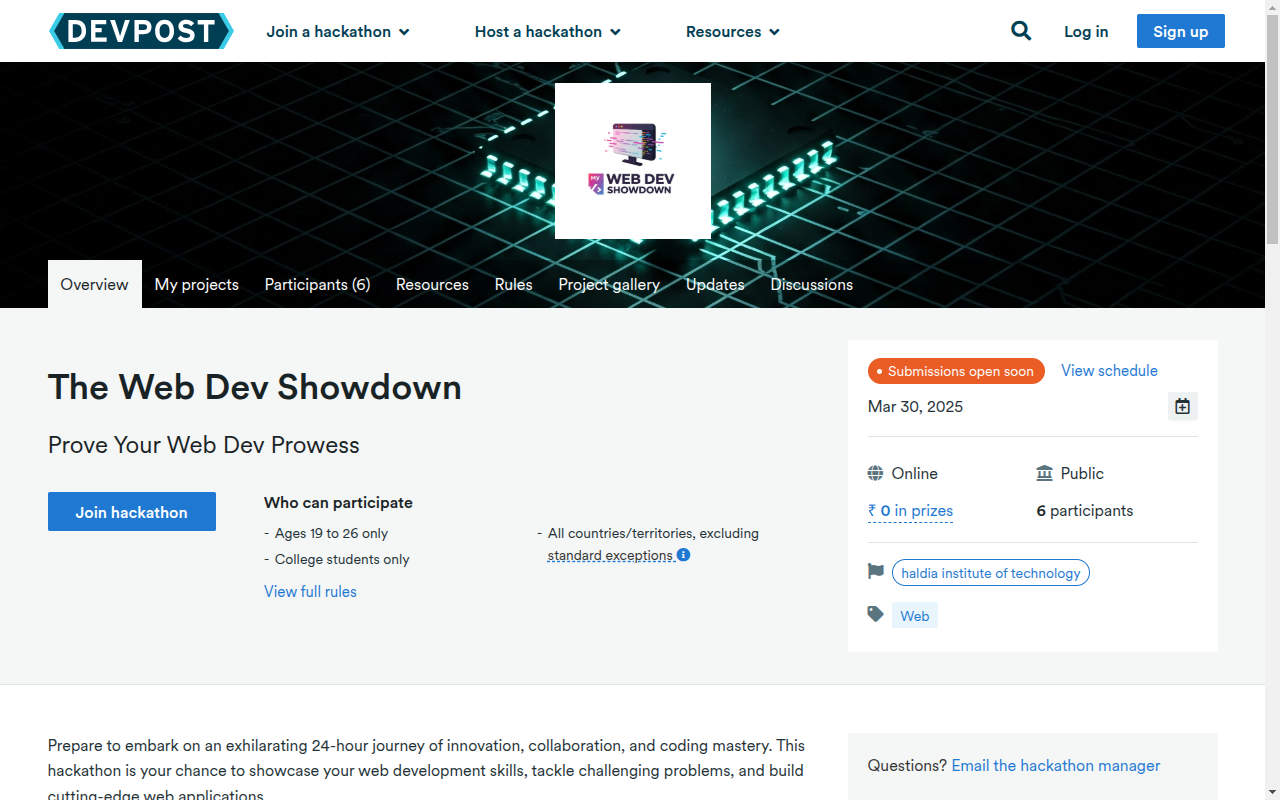 DEVPOST
Join a hackathon
Host a hackathon
Resources
Log in
Sign up
MY
WEB DEV
SHOWDOWN
Overview
My projects
Participants (6)
Resources
Rules
Project gallery
Updates
Discussions
The Web Dev Showdown
Prove Your Web Dev Prowess
Join hackathon
Who can participate
- Ages 19 to 26 only
- College students only
- All countries/territories, excluding
standard exceptions
View full rules
Submissions open soon
View schedule
Mar 30, 2025
Online
Public
₹ 0 in prizes
6 participants
haldia institute of technology
Web
Prepare to embark on an exhilarating 24-hour journey of innovation, collaboration, and coding mastery. This
hackathon is your chance to showcase your web development skills, tackle challenging problems, and build
cutting-edge web applications.
Questions? Email the hackathon manager